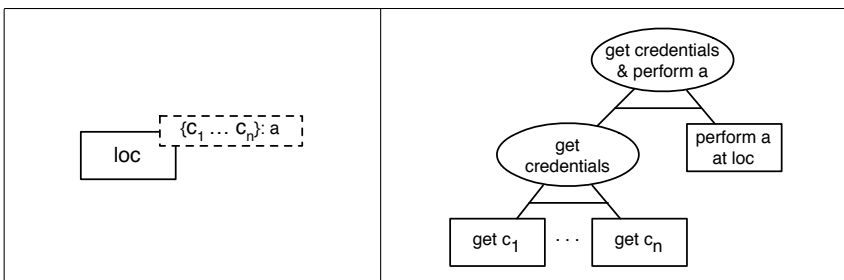 {C₁ … Cₙ}: a
loc
get credentials
& perform a
get
credentials
perform a
at loc
get c₁
· · ·
get cₙ